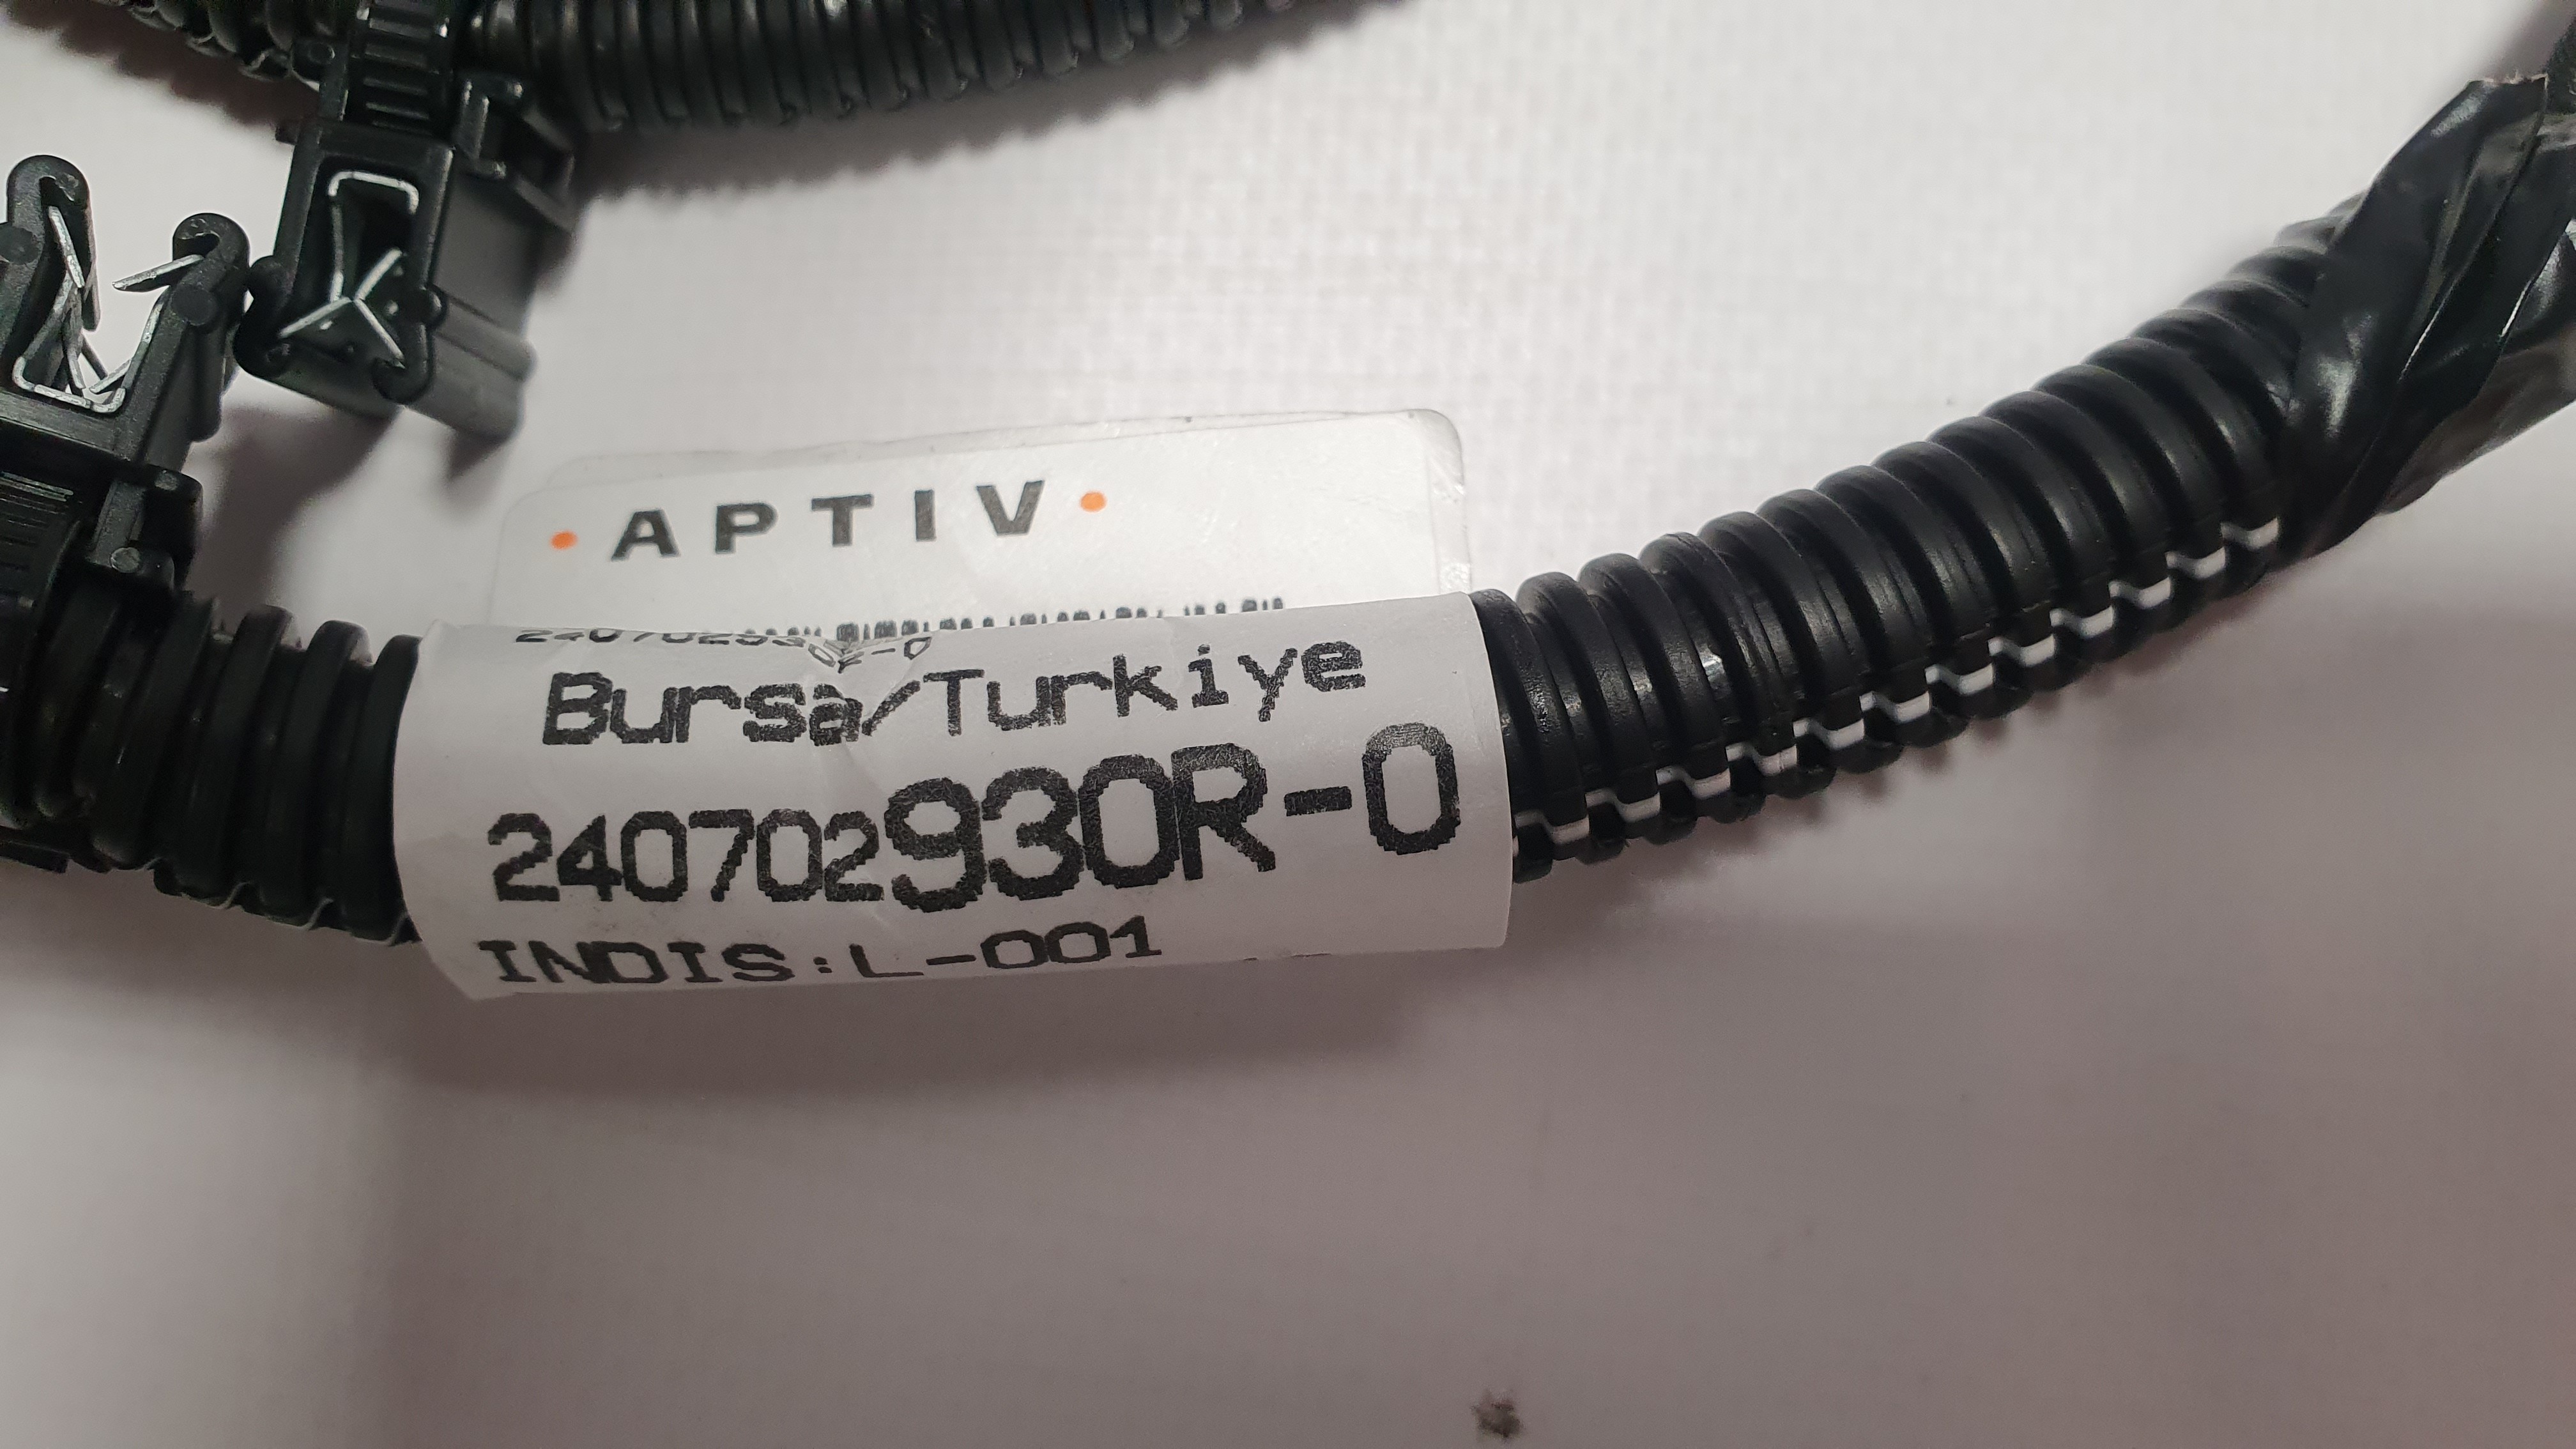 APTIV
Bursa/Turkiye
240702930R-0
INDIS:L-001